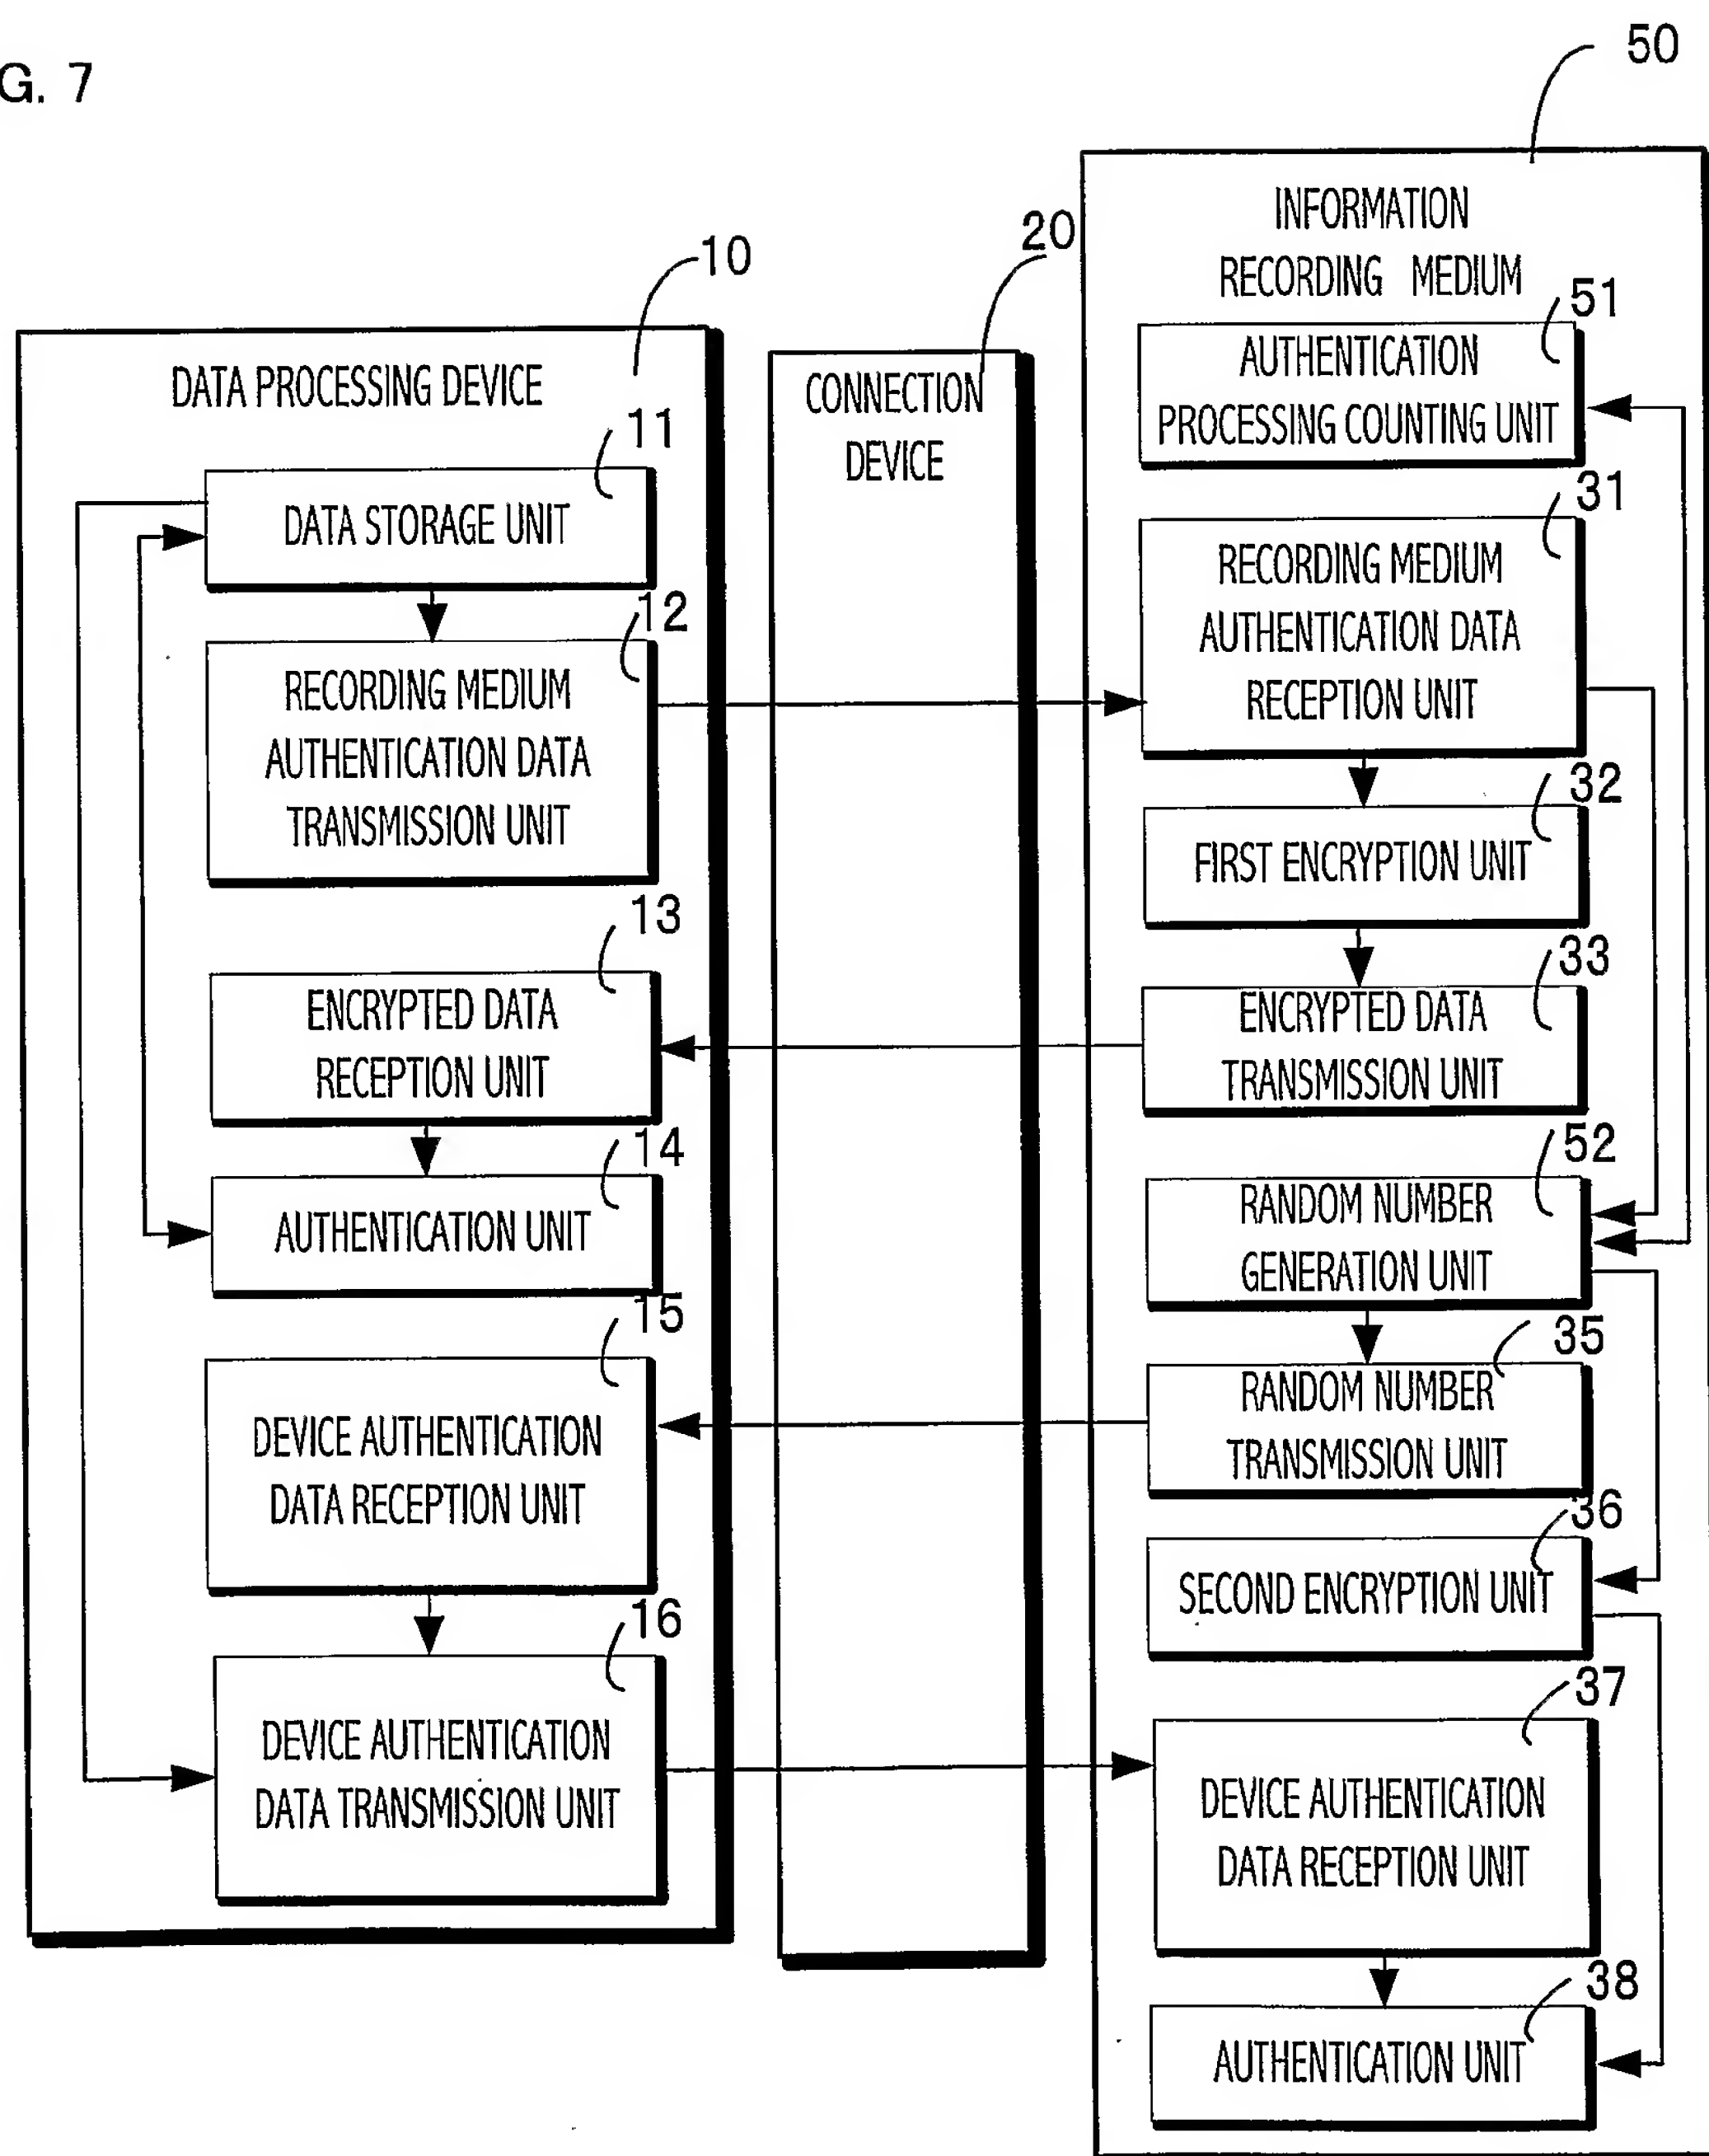 G. 7
50
INFORMATION
RECORDING MEDIUM
51
AUTHENTICATION
PROCESSING COUNTING UNIT
31
RECORDING MEDIUM
AUTHENTICATION DATA
RECEPTION UNIT
32
FIRST ENCRYPTION UNIT
33
ENCRYPTED DATA
TRANSMISSION UNIT
52
RANDOM NUMBER
GENERATION UNIT
35
RANDOM NUMBER
TRANSMISSION UNIT
36
SECOND ENCRYPTION UNIT
37
DEVICE AUTHENTICATION
DATA RECEPTION UNIT
38
AUTHENTICATION UNIT
20
CONNECTION
DEVICE
10
DATA PROCESSING DEVICE
11
DATA STORAGE UNIT
12
RECORDING MEDIUM
AUTHENTICATION DATA
TRANSMISSION UNIT
13
ENCRYPTED DATA
RECEPTION UNIT
14
AUTHENTICATION UNIT
15
DEVICE AUTHENTICATION
DATA RECEPTION UNIT
16
DEVICE AUTHENTICATION
DATA TRANSMISSION UNIT